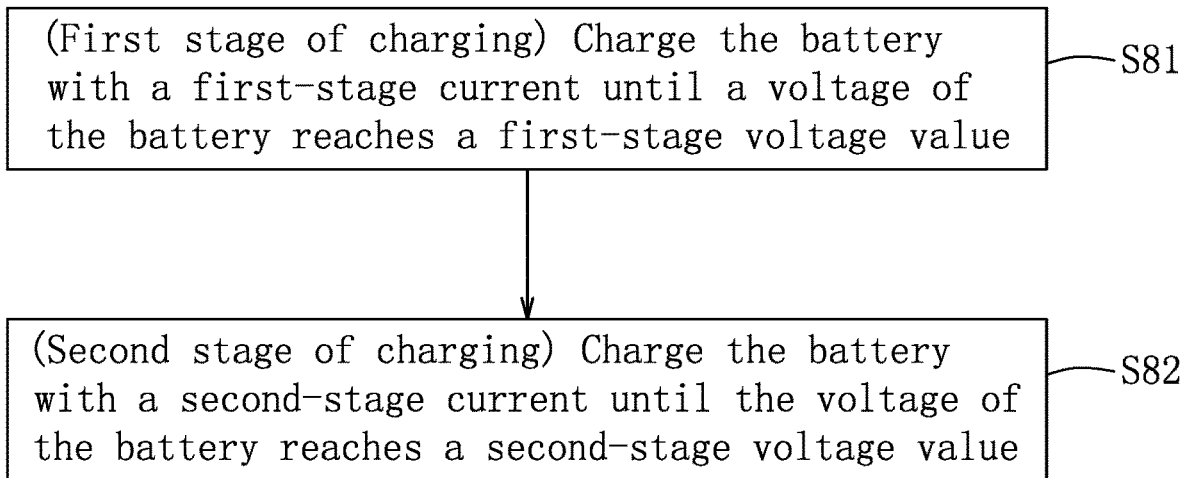 (First stage of charging) Charge the battery
with a first-stage current until a voltage of
the battery reaches a first-stage voltage value
S81
(Second stage of charging) Charge the battery
with a second-stage current until the voltage of
the battery reaches a second-stage voltage value
S82